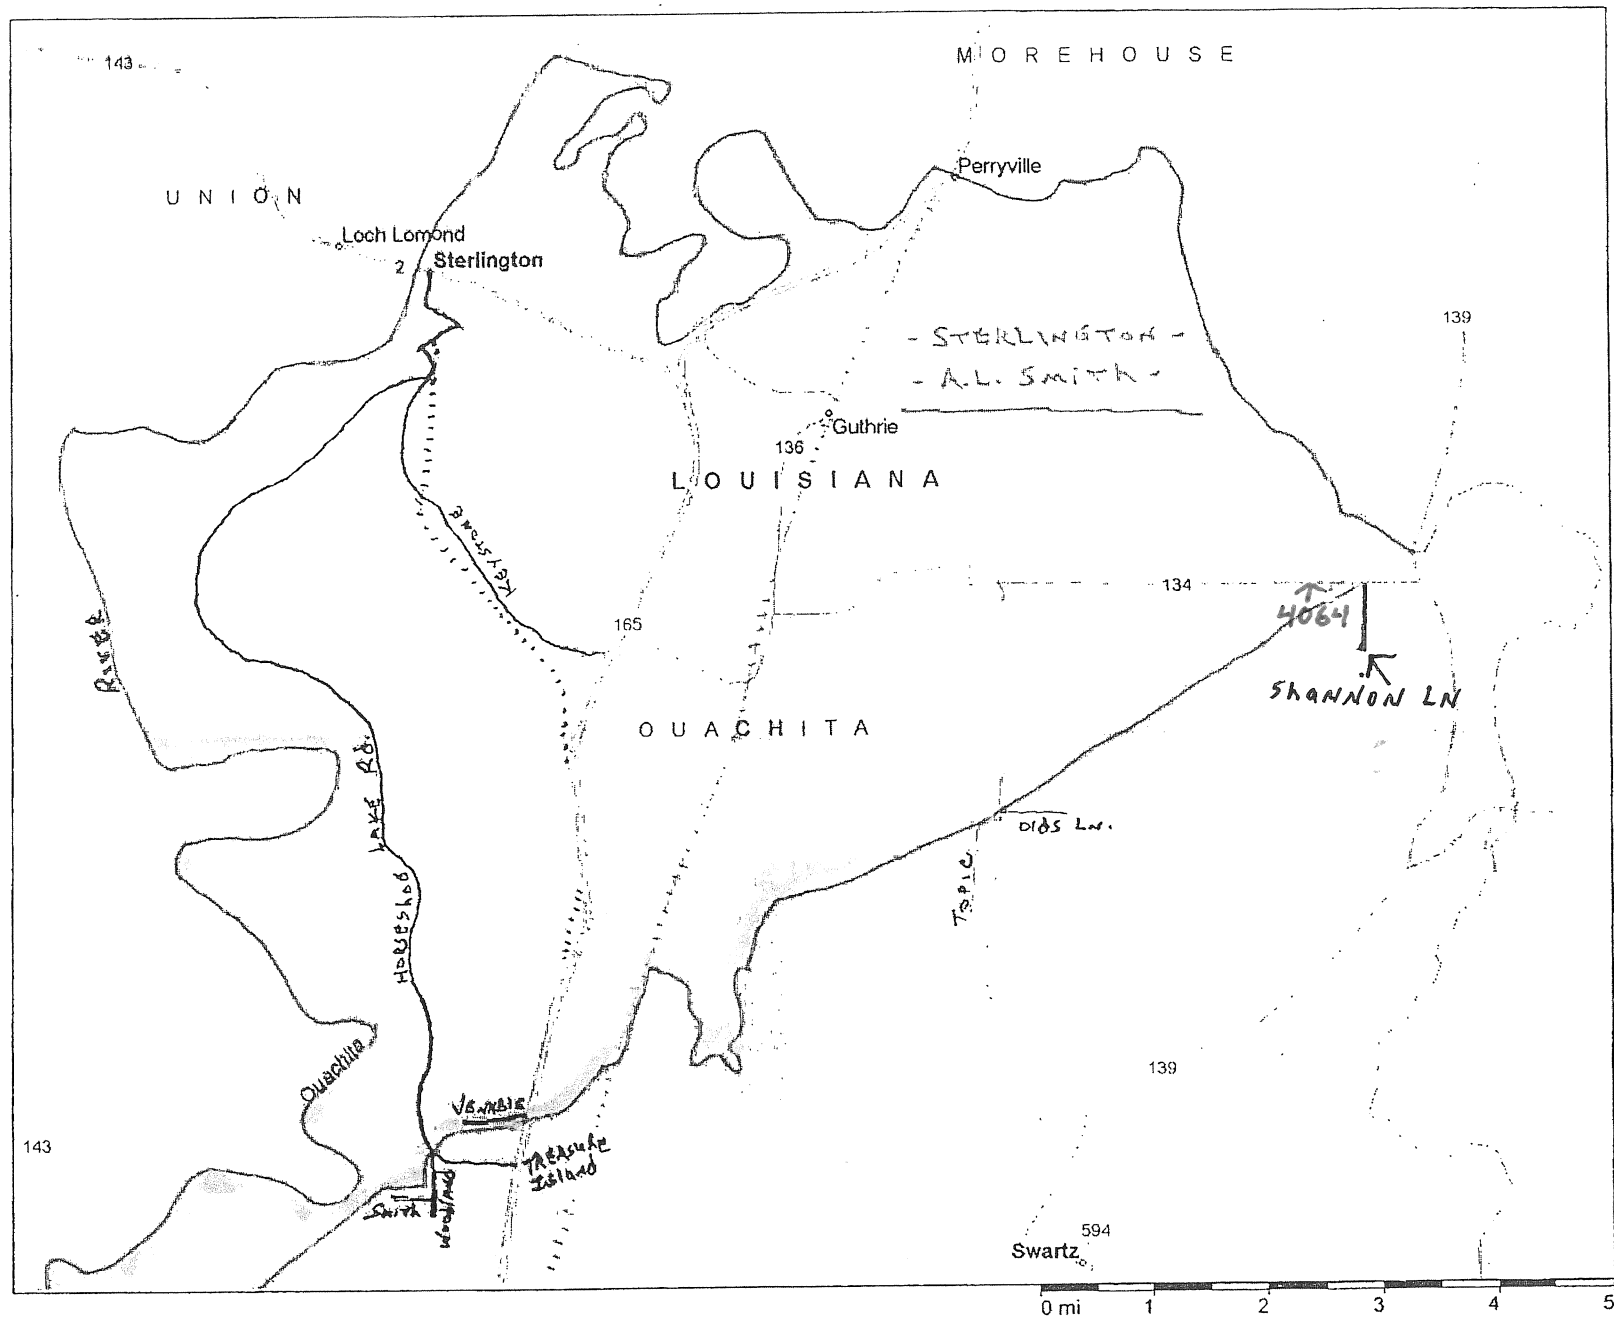 143
MOREHOUSE
Perryville
UNION
Loch Lomond
2
Sterlington
139
- STERLINGTON -
- A.L. SMITH -
Guthrie
136
LOUISIANA
KEYSTONE
134
4064
165
RIVER
SHANNON LN
OUACHITA
HORSESHOE LAKE Rd.
Olds LN.
TOPIC
Ouachita
139
VENABLE
143
TREASURE
ISLAND
Smith
WOODLAND
594
Swartz
0 mi 1 2 3 4 5